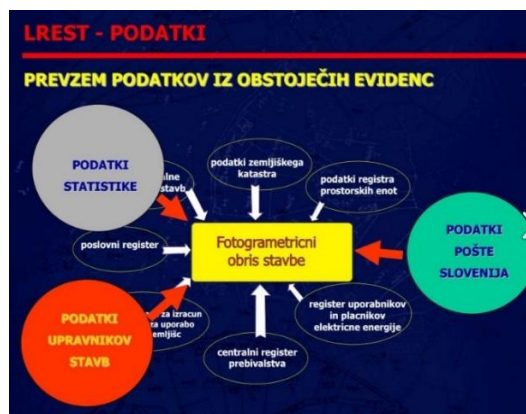 LREST - PODATKI
PREVZEM PODATKOV IZ OBSTOJEČIH EVIDENC
PODATKI
STATISTIKE
podatki zemljiškega
katastra
podatki registra
prostorskih enot
poslovni register
Fotogrametricni
obris stavbe
PODATKI
POŠTE
SLOVENIJA
PODATKI
UPRAVNIKOV
STAVB
za izracun
za uporabo
centralni register
prebivalstva
register uporabnikov
in placnikov
elektricne energije